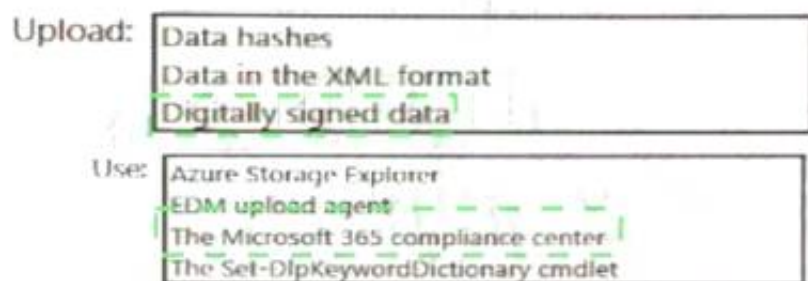 Upload:
Data hashes
Data in the XML format
Digitally signed data
Use:
Azure Storage Explorer
EDM upload agent
The Microsoft 365 compliance center
The Set-DlpKeywordDictionary cmdlet